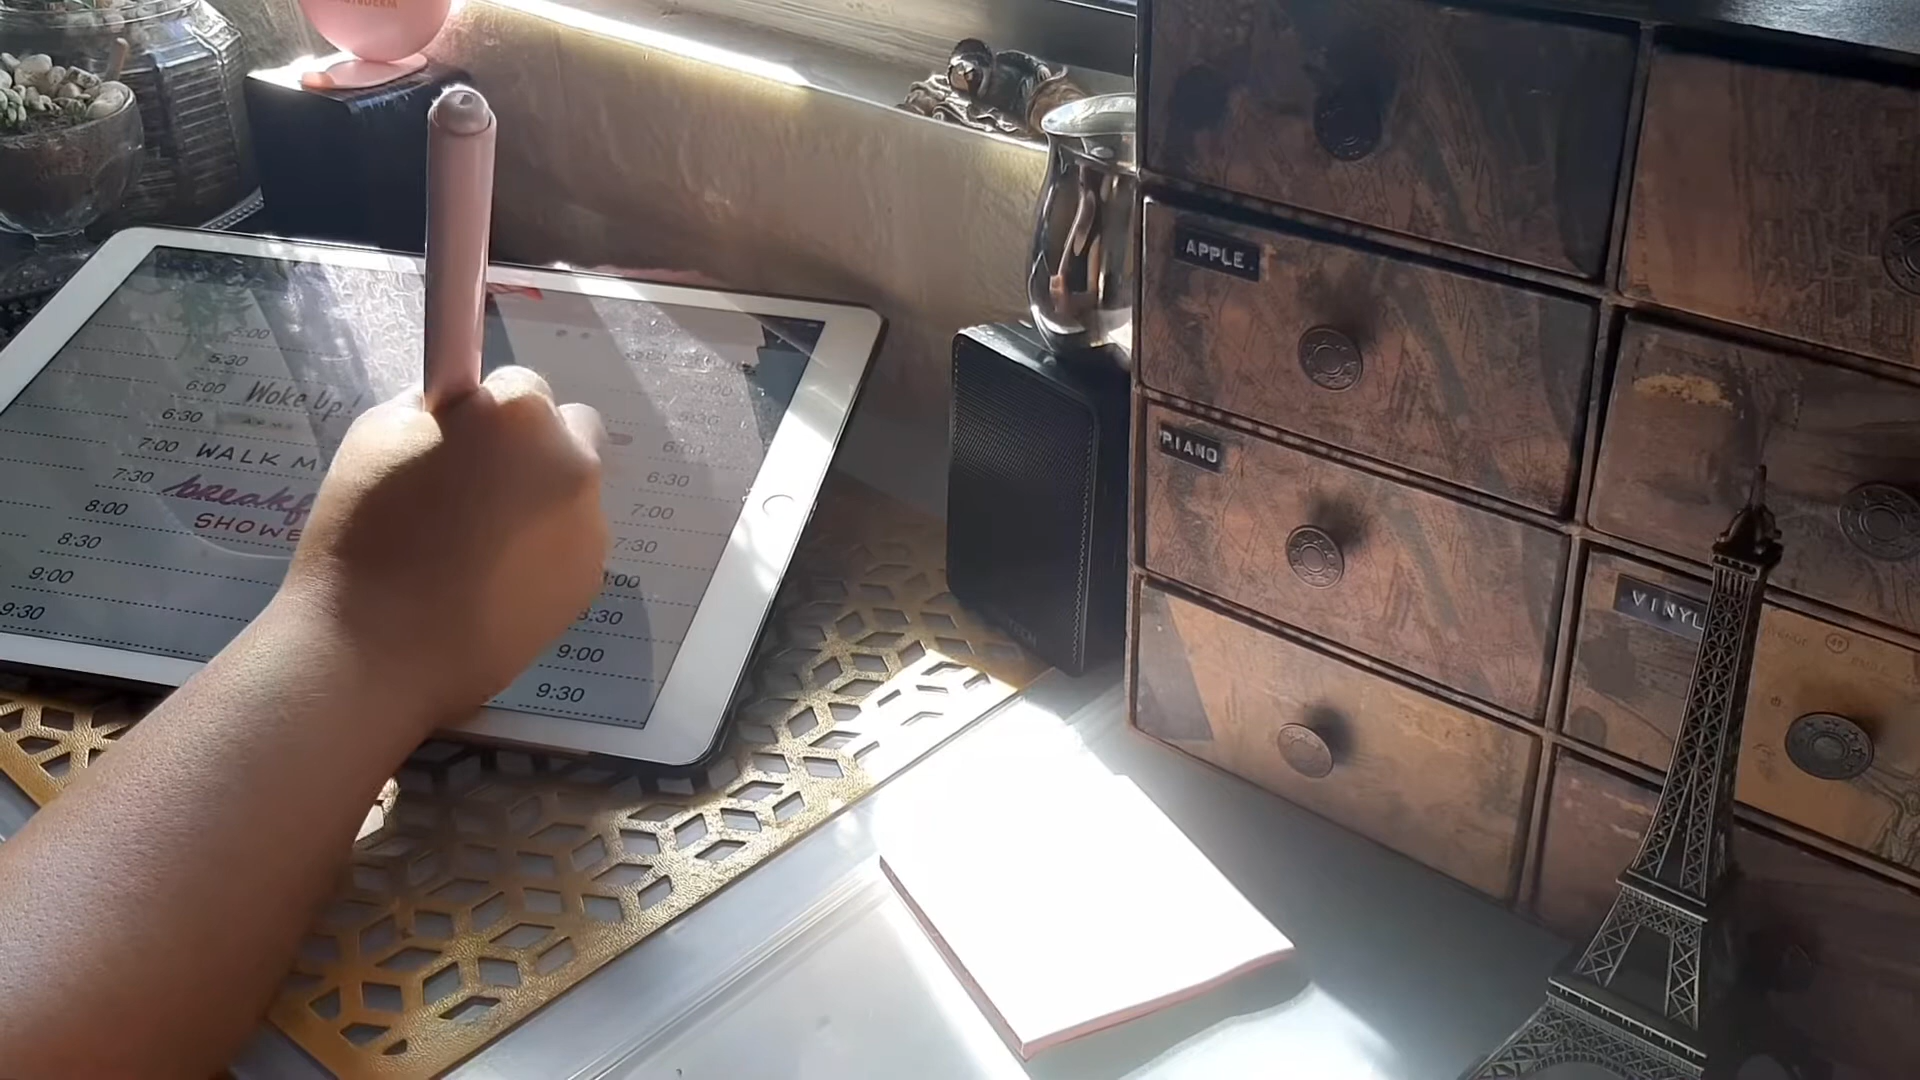 5:00
5:30
6:00 Woke Up!
6:30
7:00 WALK M
7:30 breakf
8:00 SHOWE
8:30
9:00
9:30
6:00
6:30
7:00
7:30
8:30
9:00
9:30
APPLE
PIANO
VINYL